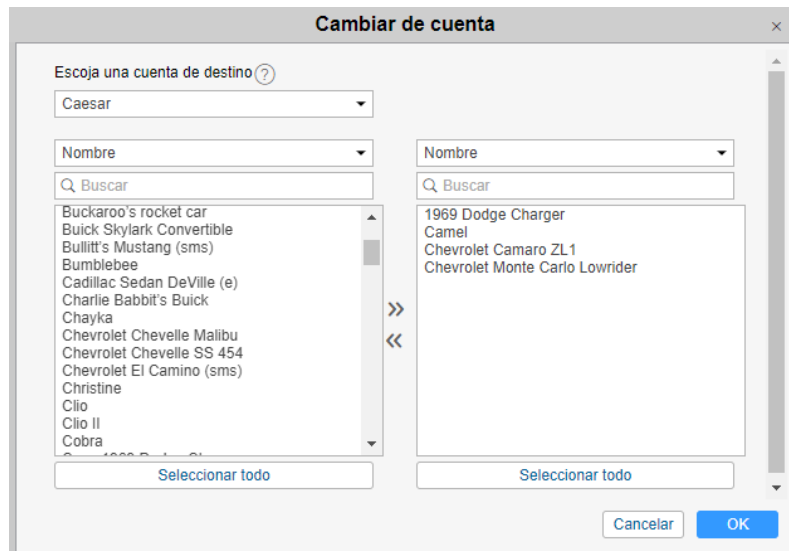 Cambiar de cuenta
×
Escoja una cuenta de destino ?
Caesar
Nombre
Buscar
Buckaroo's rocket car
Buick Skylark Convertible
Bullitt's Mustang (sms)
Bumblebee
Cadillac Sedan DeVille (e)
Charlie Babbit's Buick
Chayka
Chevrolet Chevelle Malibu
Chevrolet Chevelle SS 454
Chevrolet El Camino (sms)
Christine
Clio
Clio II
Cobra
Seleccionar todo
»
«
Nombre
Buscar
1969 Dodge Charger
Camel
Chevrolet Camaro ZL1
Chevrolet Monte Carlo Lowrider
Seleccionar todo
Cancelar
OK